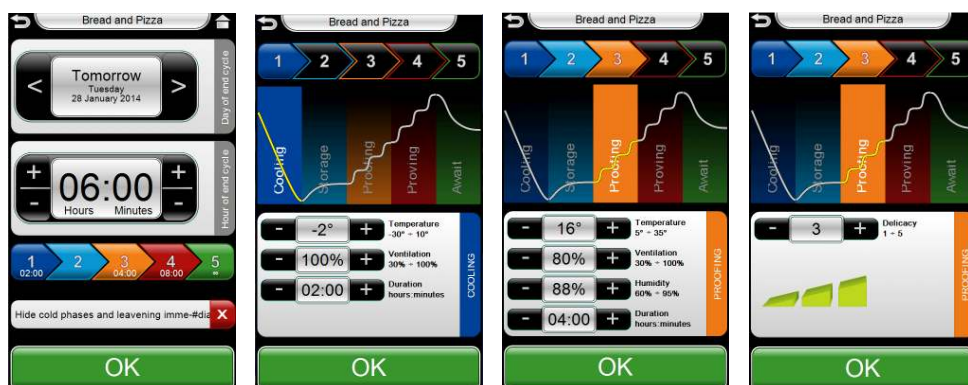 Bread and Pizza
<
Tomorrow
Tuesday
28 January 2014
>
Day of end cycle
+
-
06:00
Hours Minutes
+
-
Hour of end cycle
1 2 3 4 5
02:00 04:00 08:00 ∞
Hide cold phases and leavening imme-#dia
X
OK
Bread and Pizza
1 2 3 4 5
Cooling
Storage
Proofing
Proving
Await
- -2° +
Temperature
-30° ÷ 10°
- 100% +
Ventilation
30% ÷ 100%
- 02:00 +
Duration
hours:minutes
COOLING
OK
Bread and Pizza
1 2 3 4 5
Cooling
Storage
Proofing
Proving
Await
- 16° +
Temperature
5° ÷ 35°
- 80% +
Ventilation
30% ÷ 100%
- 88% +
Humidity
60% ÷ 95%
- 04:00 +
Duration
hours:minutes
PROOFING
OK
Bread and Pizza
1 2 3 4 5
Cooling
Storage
Proofing
Proving
Await
- 3 +
Delicacy
1 ÷ 5
PROOFING
OK